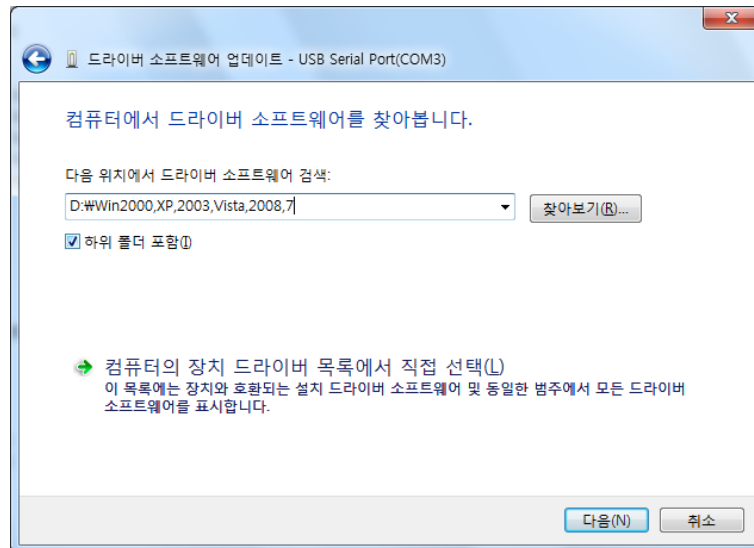 드라이버 소프트웨어 업데이트 - USB Serial Port(COM3)
컴퓨터에서 드라이버 소프트웨어를 찾아봅니다.
다음 위치에서 드라이버 소프트웨어 검색:
D:₩Win2000,XP,2003,Vista,2008,7
찾아보기(R)...
하위 폴더 포함(I)
컴퓨터의 장치 드라이버 목록에서 직접 선택(L)
이 목록에는 장치와 호환되는 설치 드라이버 소프트웨어 및 동일한 범주에서 모든 드라이버
소프트웨어를 표시합니다.
다음(N)
취소